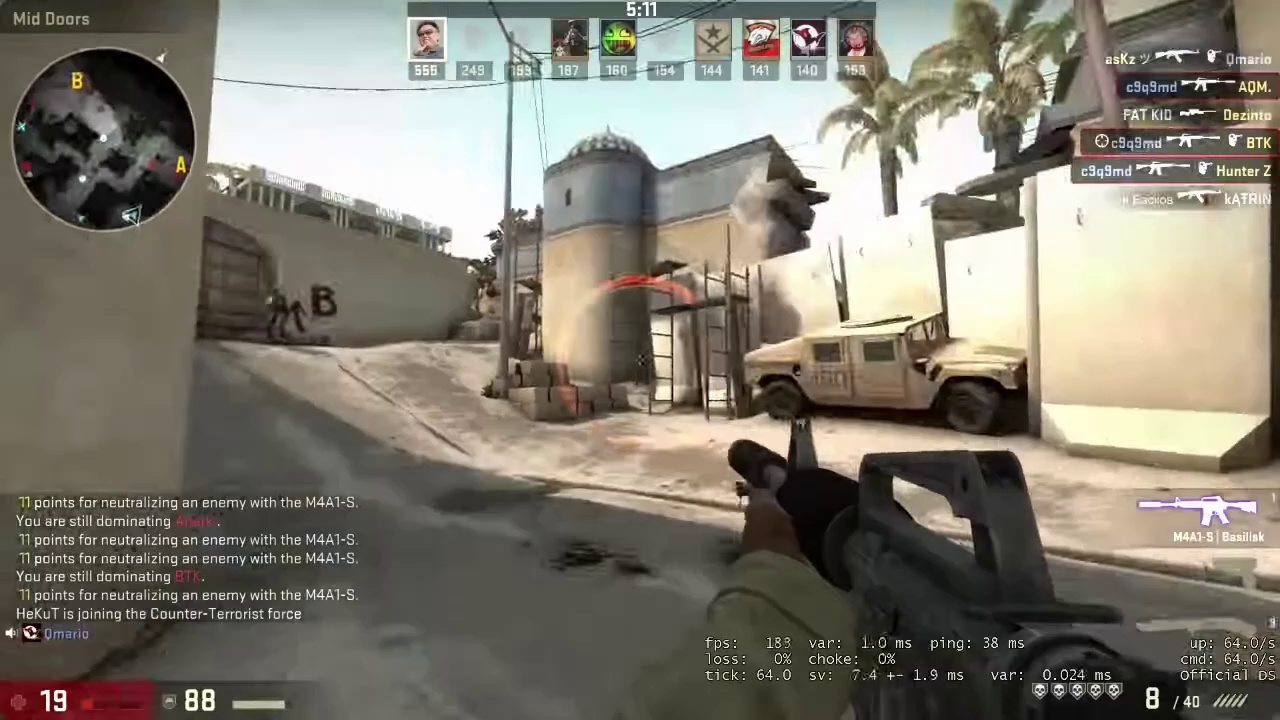 Mid Doors
5:11
B
A
555 249 199 187 160 154 144 141 140 153
asKz ツ Qmario
c9q9md AQM.
FAT KID Dezinto
c9q9md BTK
c9q9md Hunter Z
kATRIN
B
M4A1-S | Basilisk
11 points for neutralizing an enemy with the M4A1-S.
You are still dominating
11 points for neutralizing an enemy with the M4A1-S.
11 points for neutralizing an enemy with the M4A1-S.
You are still dominating BTK.
11 points for neutralizing an enemy with the M4A1-S.
HeKuT is joining the Counter-Terrorist force
Qmario
fps: 183 var: 1.0 ms ping: 38 ms
loss: 0% choke: 0%
tick: 64.0 sv: 7.4 +- 1.9 ms var: 0.024 ms
up: 64.0/s
cmd: 64.0/s
Official DS
19 88
8 / 40